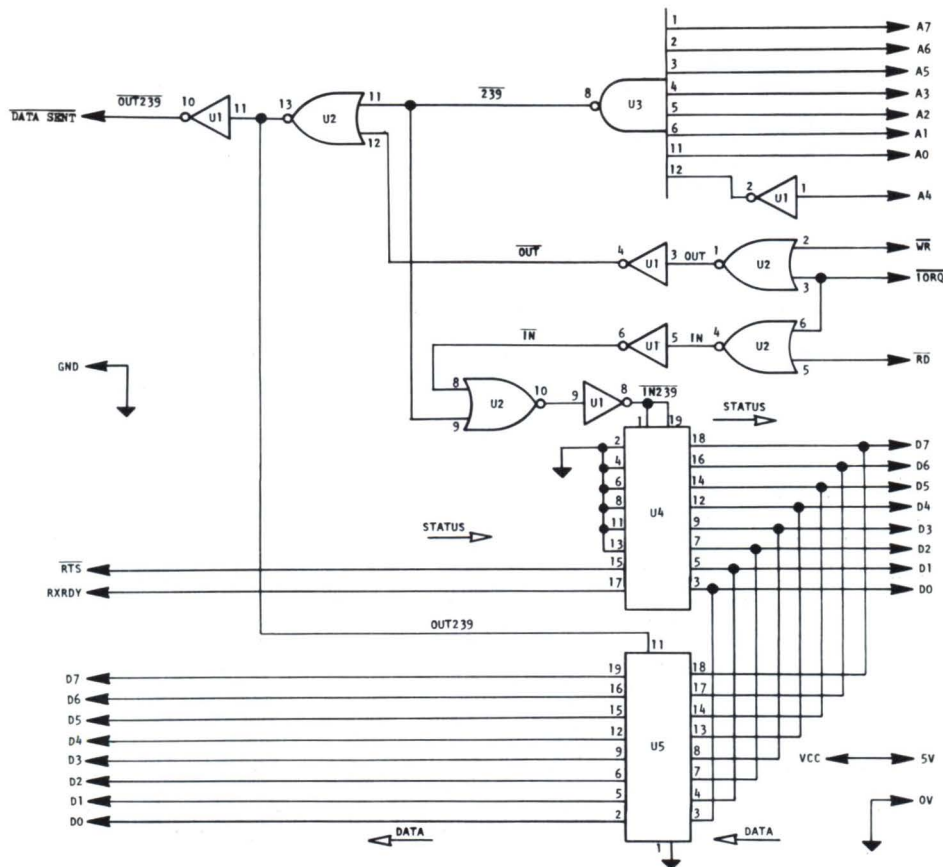 1 A7
2 A6
3 A5
OUT239 10 11 13 11 239 8 4 A3
DATA SENT U1 U2 U3 5 A2
12 6 A1
11 A0
12 2 1 A4
U1
OUT 4 3 OUT 1 2 WR
U1 U2 3 IORQ
IN 6 5 IN 4 6
U1 U2 5 RD
GND 8 10 9 8 IN239
U2 U1
9 1 19 STATUS
2 18 D7
4 16 D6
6 14 D5
8 12 D4
STATUS 11 U4 9 D3
13 7 D2
RTS 15 5 D1
RXRDY 17 3 D0
OUT239 11
D7 19 18
D6 16 17
D5 15 14
D4 12 13
D3 9 U5 8 VCC 5V
D2 6 7
D1 5 4 0V
D0 2 3
DATA 1 DATA